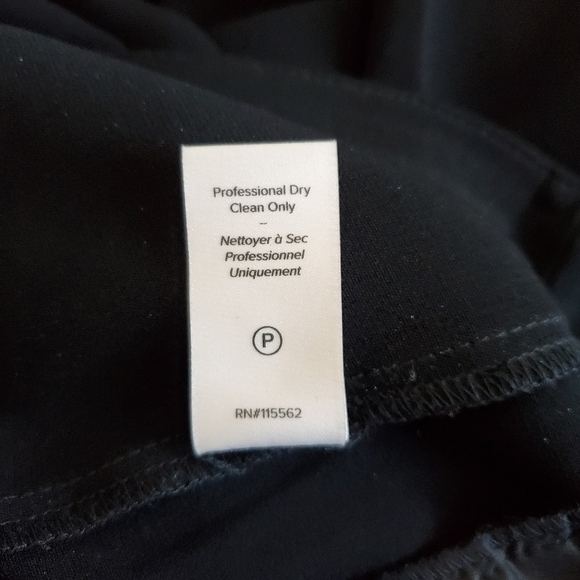 Professional Dry
Clean Only
–
Nettoyer à Sec
Professionnel
Uniquement
P
RN#115562